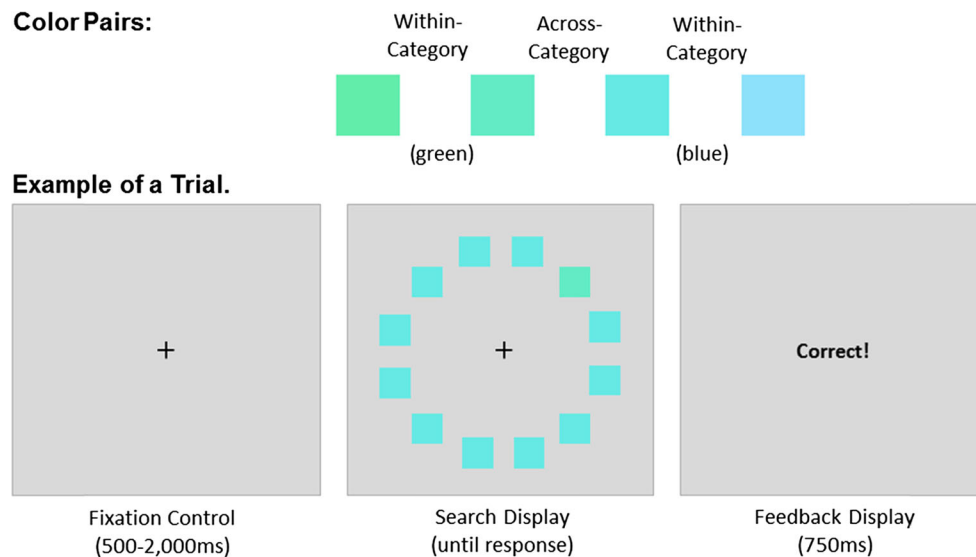 Color Pairs:
Within-
Category
Across-
Category
Within-
Category
(green)
(blue)
Example of a Trial.
+
+
Correct!
Fixation Control
(500-2,000ms)
Search Display
(until response)
Feedback Display
(750ms)